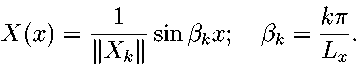 $X(x) = \frac{1}{\|X_k\|} \sin \beta_k x; \quad \beta_k = \frac{k\pi}{L_x}.$